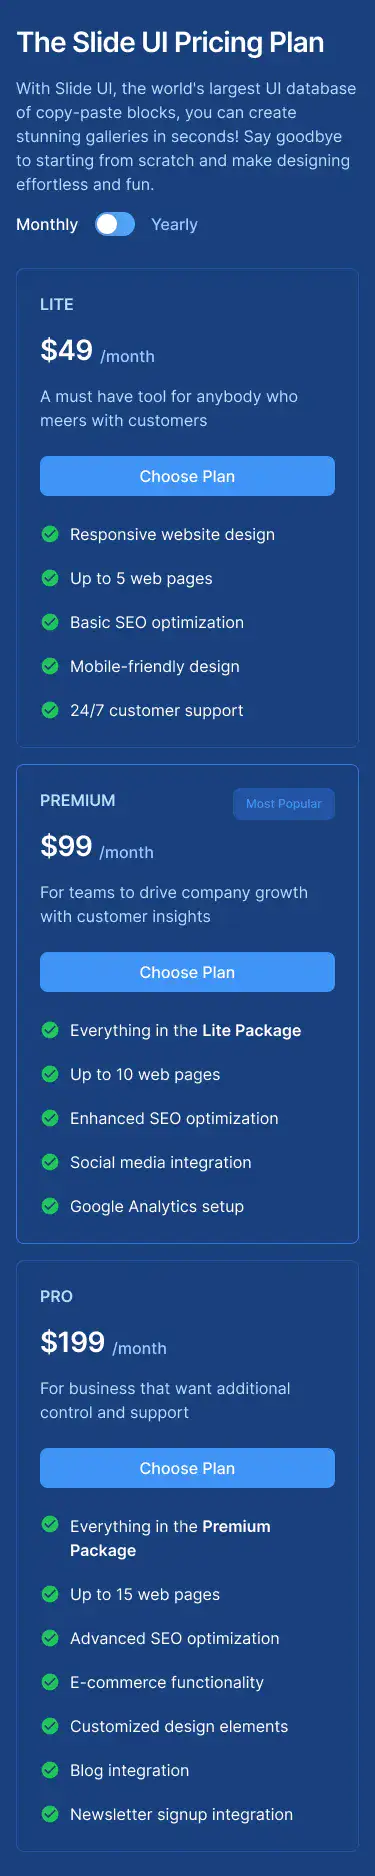 The Slide UI Pricing Plan
With Slide UI, the world's largest UI database
of copy-paste blocks, you can create
stunning galleries in seconds! Say goodbye
to starting from scratch and make designing
effortless and fun.
Monthly Yearly
LITE
$49 /month
A must have tool for anybody who
meers with customers
Choose Plan
Responsive website design
Up to 5 web pages
Basic SEO optimization
Mobile-friendly design
24/7 customer support
PREMIUM Most Popular
$99 /month
For teams to drive company growth
with customer insights
Choose Plan
Everything in the Lite Package
Up to 10 web pages
Enhanced SEO optimization
Social media integration
Google Analytics setup
PRO
$199 /month
For business that want additional
control and support
Choose Plan
Everything in the Premium
Package
Up to 15 web pages
Advanced SEO optimization
E-commerce functionality
Customized design elements
Blog integration
Newsletter signup integration